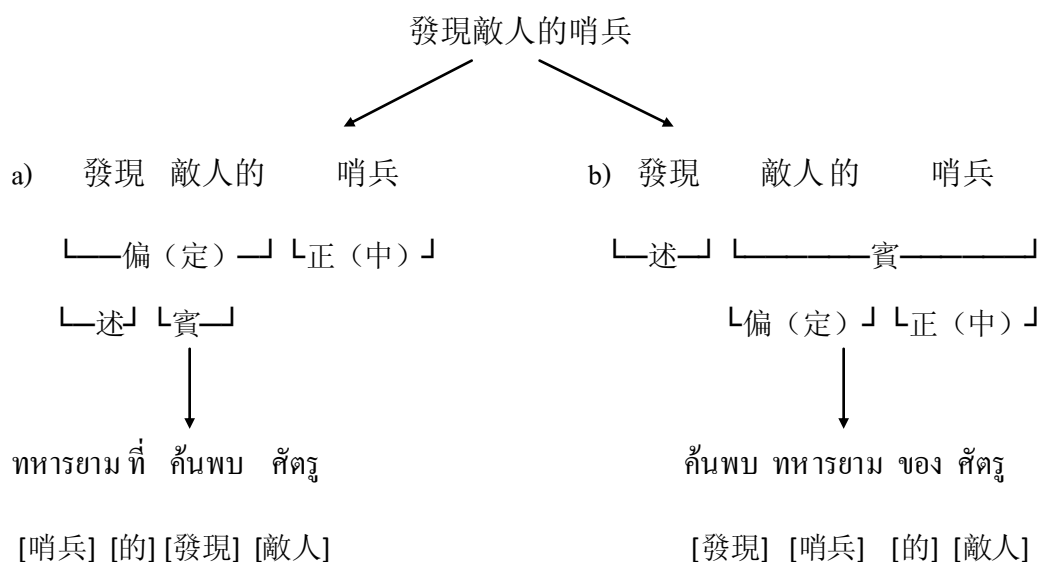 發現敵人的哨兵
a) 發現 敵人的 哨兵 b) 發現 敵人的 哨兵
偏（定） 正（中） 述 賓
述 賓 偏（定） 正（中）
ทหารยาม ที่ ค้นพบ ศัตรู ค้นพบ ทหารยาม ของ ศัตรู
[哨兵] [的] [發現] [敵人] [發現] [哨兵] [的] [敵人]